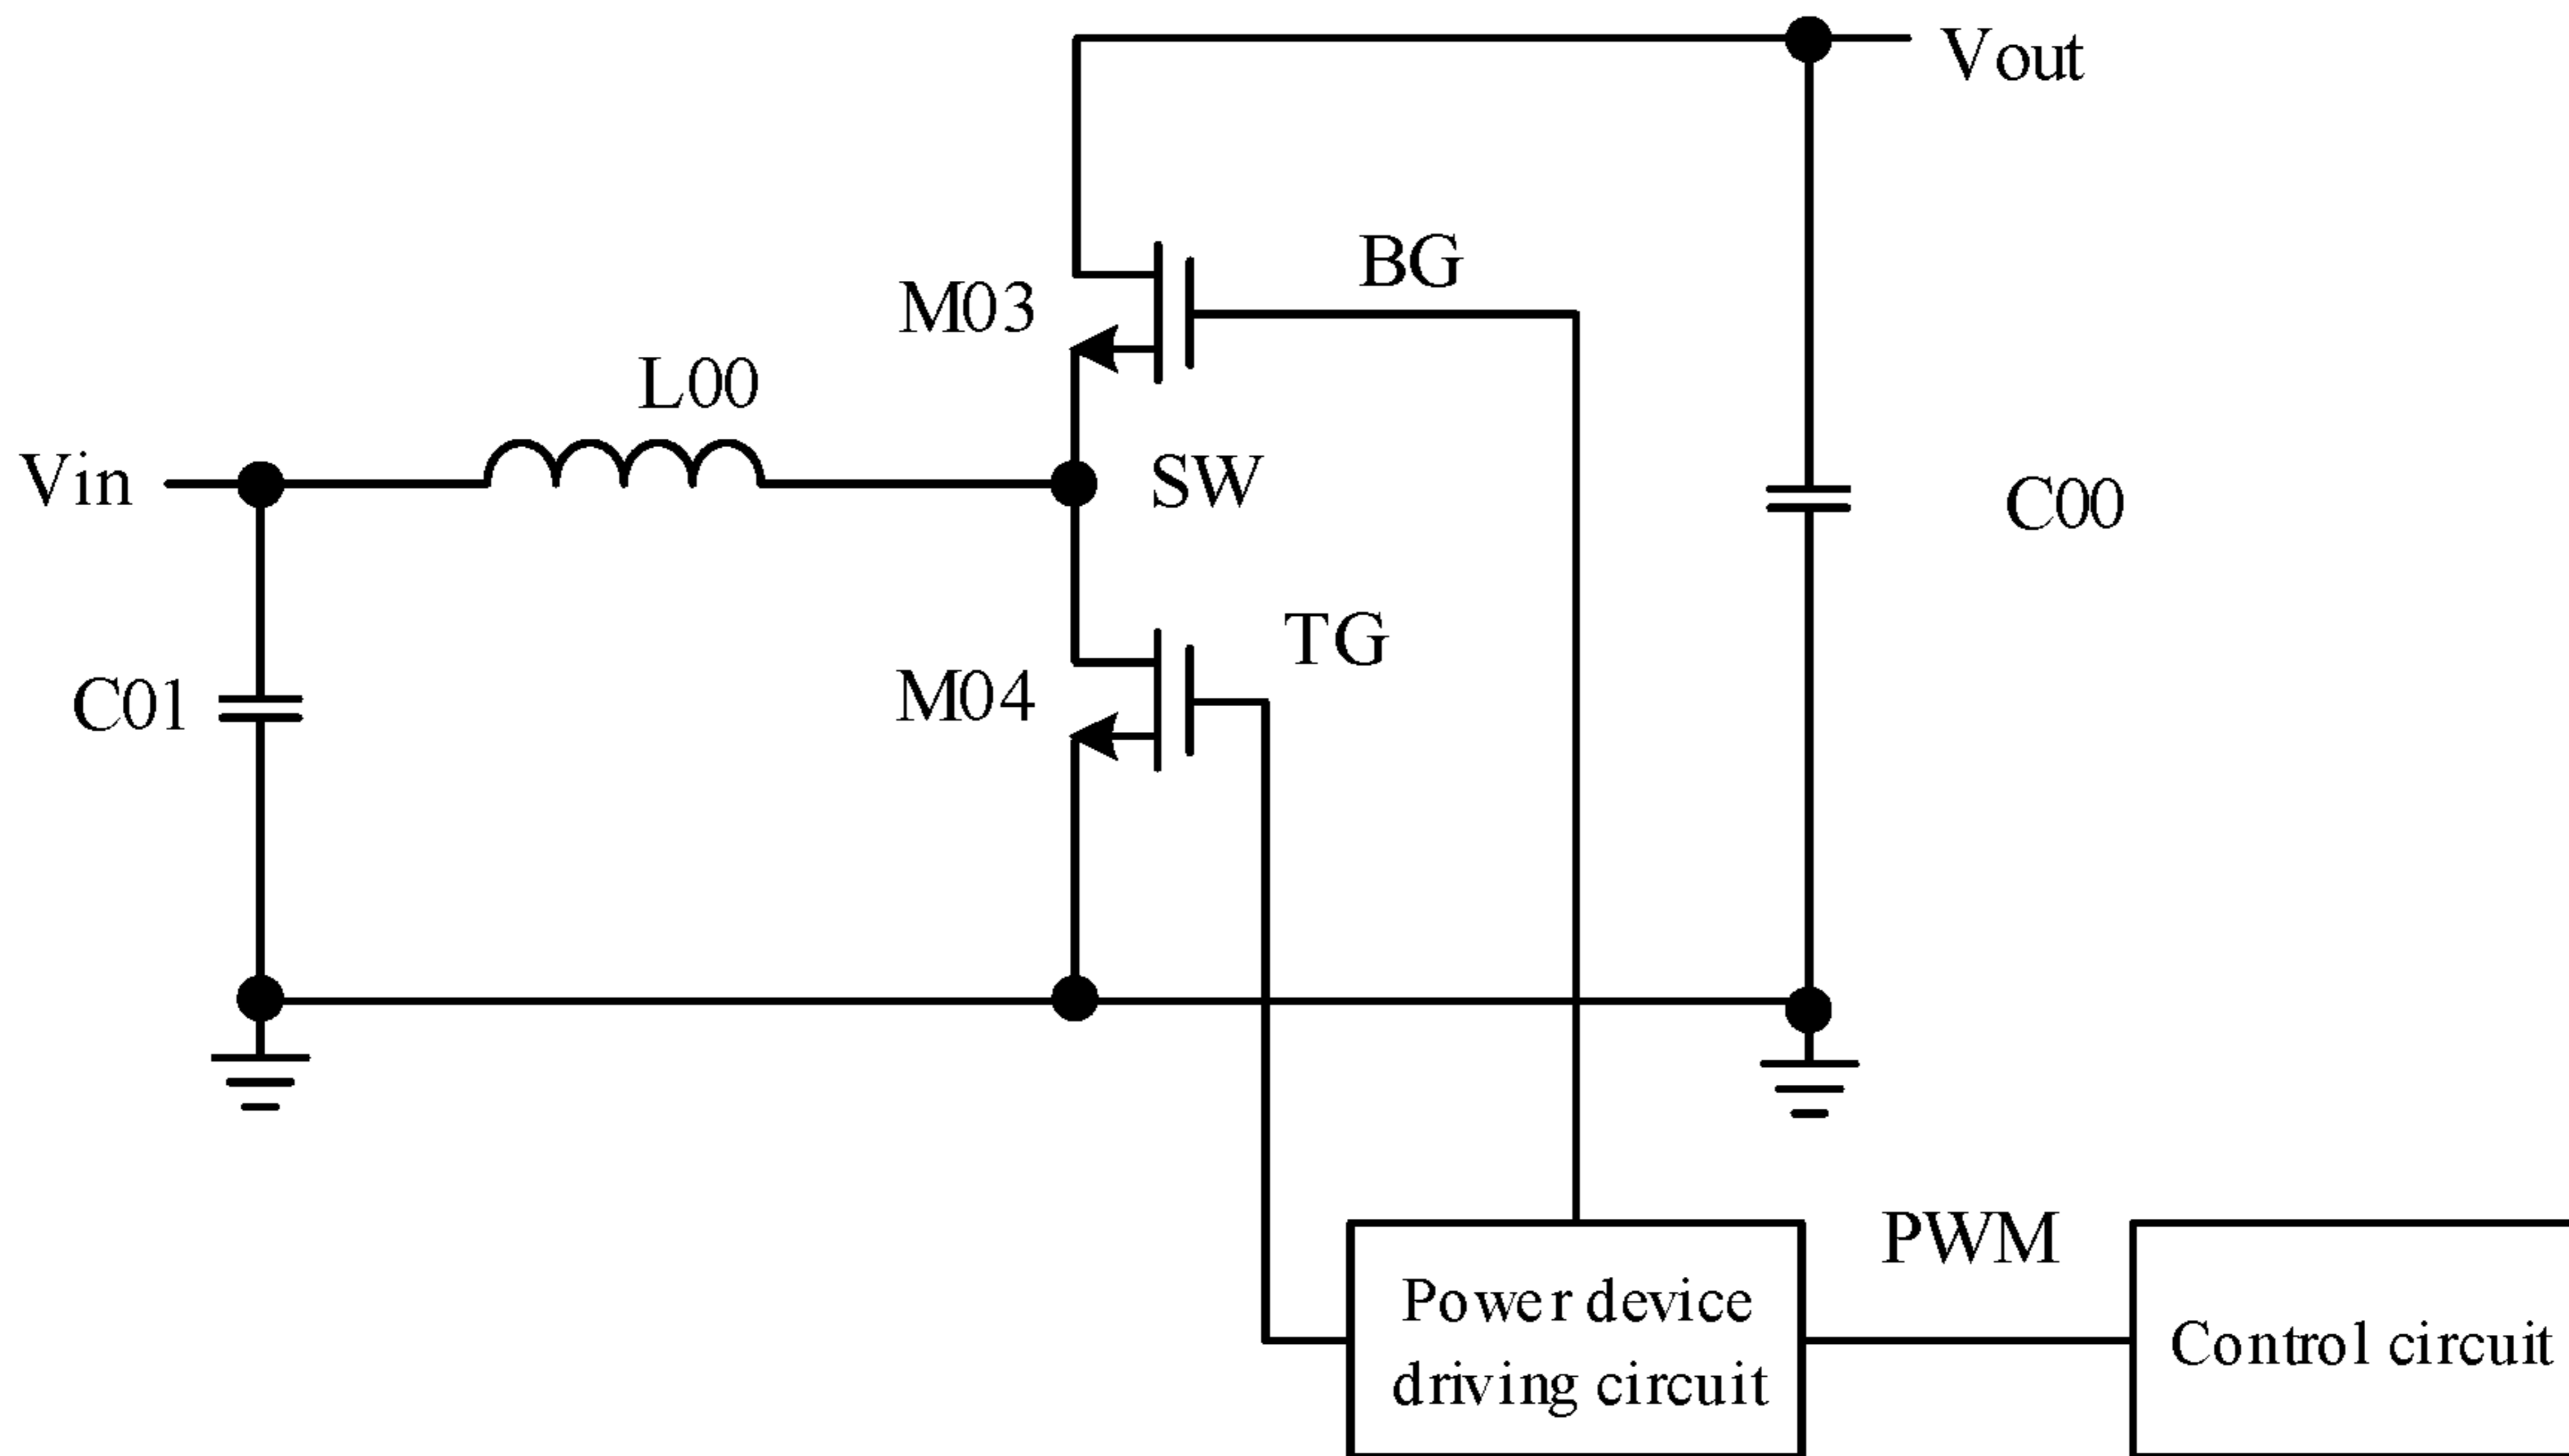 Vout
BG
M03
L00
Vin
SW
C00
TG
M04
C01
PWM
Power device
driving circuit
Control circuit